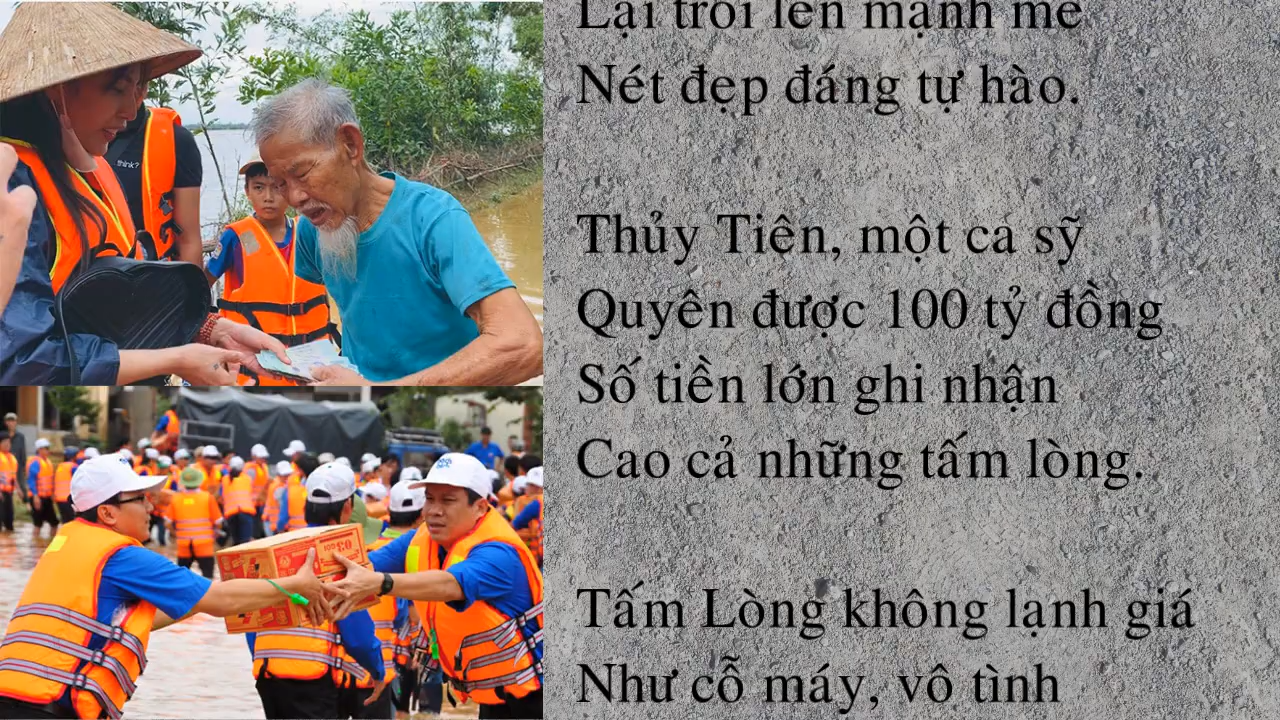 Lại trỗi lên mạnh mẽ
Nét đẹp đáng tự hào.
Thủy Tiên, một ca sỹ
Quyên được 100 tỷ đồng
Số tiền lớn ghi nhận
Cao cả những tấm lòng.
Tấm Lòng không lạnh giá
Như cỗ máy, vô tình
think?